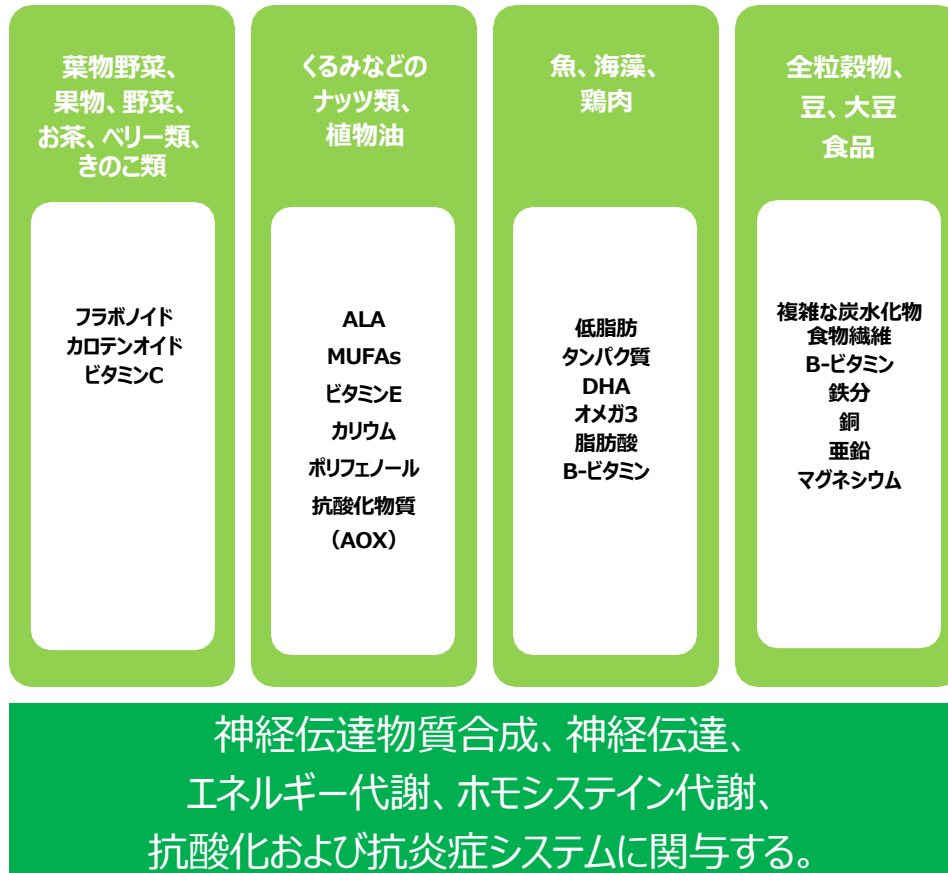 葉物野菜、
果物、野菜、
お茶、ベリー類、
きのこ類
フラボノイド
カロテンオイド
ビタミンC
くるみなどの
ナッツ類、
植物油
ALA
MUFAs
ビタミンE
カリウム
ポリフェノール
抗酸化物質
（AOX）
魚、海藻、
鶏肉
低脂肪
タンパク質
DHA
オメガ3
脂肪酸
B-ビタミン
全粒穀物、
豆、大豆
食品
複雑な炭水化物
食物繊維
B-ビタミン
鉄分
銅
亜鉛
マグネシウム
神経伝達物質合成、神経伝達、
エネルギー代謝、ホモシステイン代謝、
抗酸化および抗炎症システムに関与する。